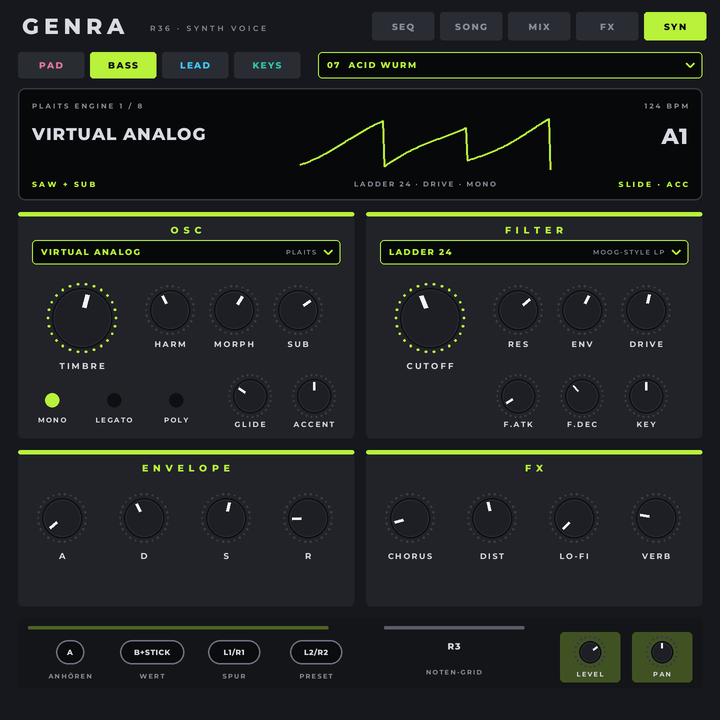 GENRA R36 · SYNTH VOICE SEQ SONG MIX FX SYN
PAD BASS LEAD KEYS 07 ACID WURM
PLAITS ENGINE 1 / 8 124 BPM
VIRTUAL ANALOG A1
SAW + SUB LADDER 24 · DRIVE · MONO SLIDE · ACC
OSC
VIRTUAL ANALOG PLAITS
HARM MORPH SUB
TIMBRE
MONO LEGATO POLY GLIDE ACCENT
FILTER
LADDER 24 MOOG-STYLE LP
RES ENV DRIVE
CUTOFF
F.ATK F.DEC KEY
ENVELOPE
A D S R
FX
CHORUS DIST LO-FI VERB
A B+STICK L1/R1 L2/R2 R3
ANHÖREN WERT SPUR PRESET NOTEN-GRID
LEVEL PAN